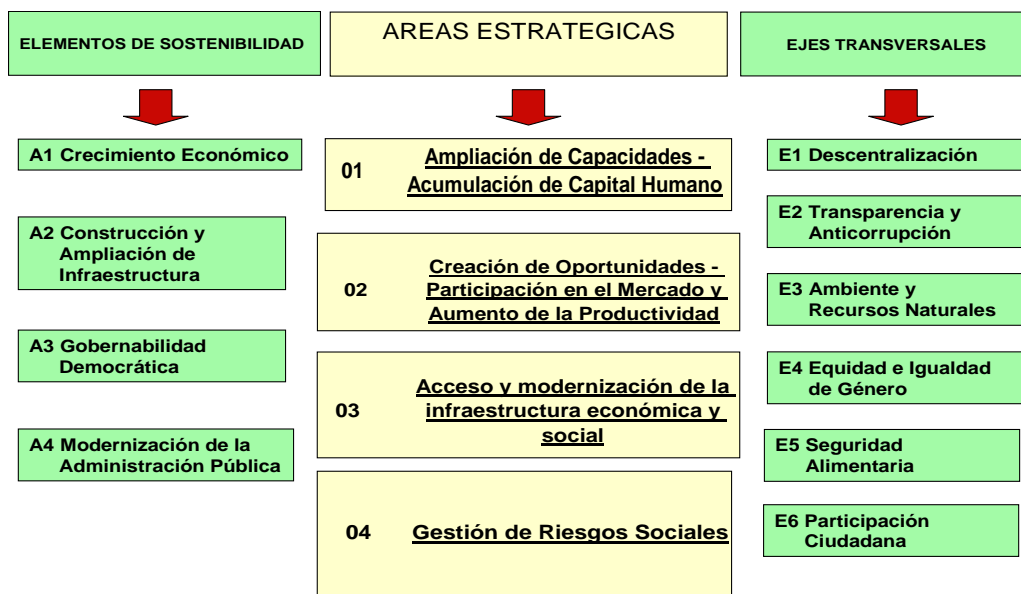 ELEMENTOS DE SOSTENIBILIDAD
A1 Crecimiento Económico
A2 Construcción y
Ampliación de
Infraestructura
A3 Gobernabilidad
Democrática
A4 Modernización de la
Administración Pública
AREAS ESTRATEGICAS
01 Ampliación de Capacidades -
Acumulación de Capital Humano
Creación de Oportunidades -
02 Participación en el Mercado y
Aumento de la Productividad
Acceso y modernización de la
03 infraestructura económica y
social
04 Gestión de Riesgos Sociales
EJES TRANSVERSALES
E1 Descentralización
E2 Transparencia y
Anticorrupción
E3 Ambiente y
Recursos Naturales
E4 Equidad e Igualdad
de Género
E5 Seguridad
Alimentaria
E6 Participación
Ciudadana